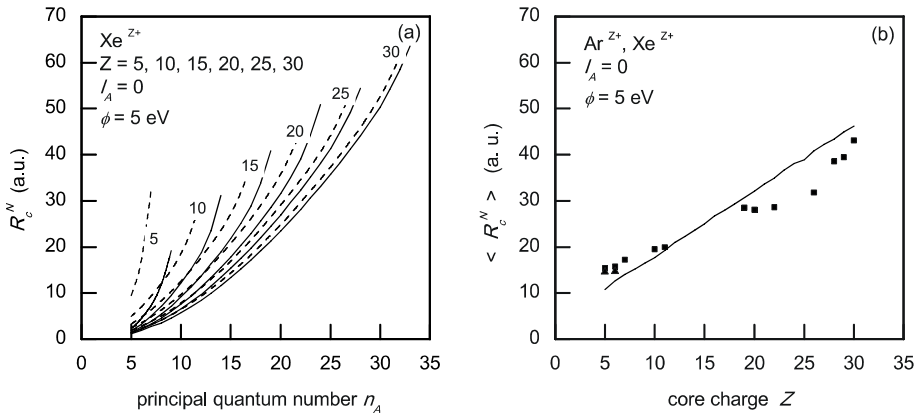 (a)
Xe Z+
Z = 5, 10, 15, 20, 25, 30
l_A = 0
ϕ = 5 eV
5
10
15
20
25
30
R_c^N (a.u.)
70
60
50
40
30
20
10
0
0 5 10 15 20 25 30 35
principal quantum number n_A
(b)
Ar Z+, Xe Z+
l_A = 0
ϕ = 5 eV
< R_c^N > (a. u.)
70
60
50
40
30
20
10
0
0 5 10 15 20 25 30 35
core charge Z